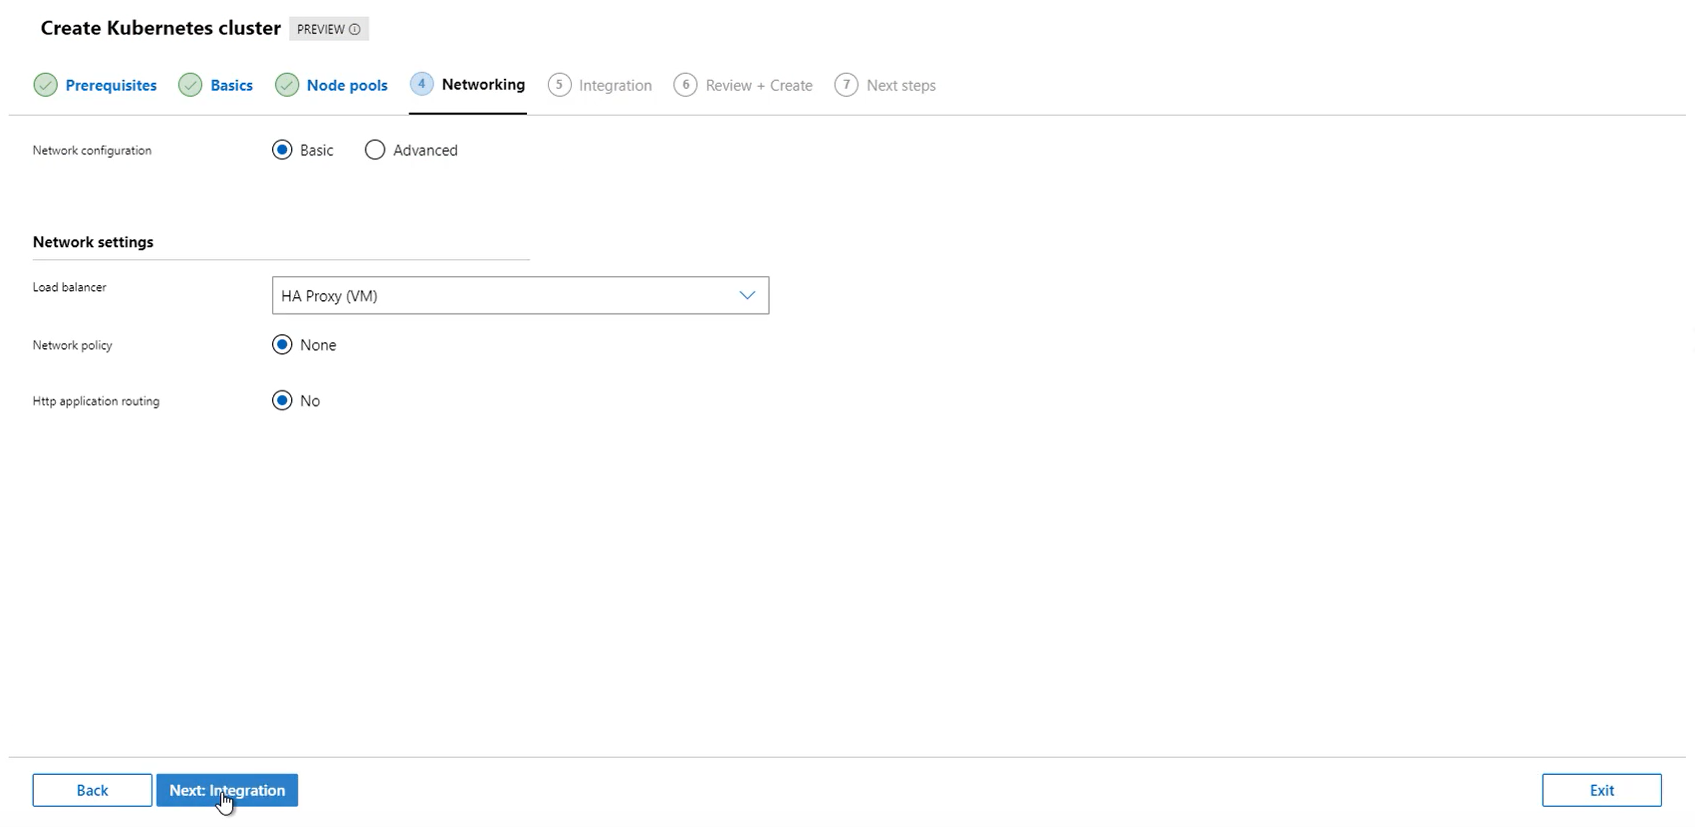 Create Kubernetes cluster PREVIEW
Prerequisites Basics Node pools 4 Networking 5 Integration 6 Review + Create 7 Next steps
Network configuration Basic Advanced
Network settings
Load balancer HA Proxy (VM)
Network policy None
Http application routing No
Back Next: Integration Exit